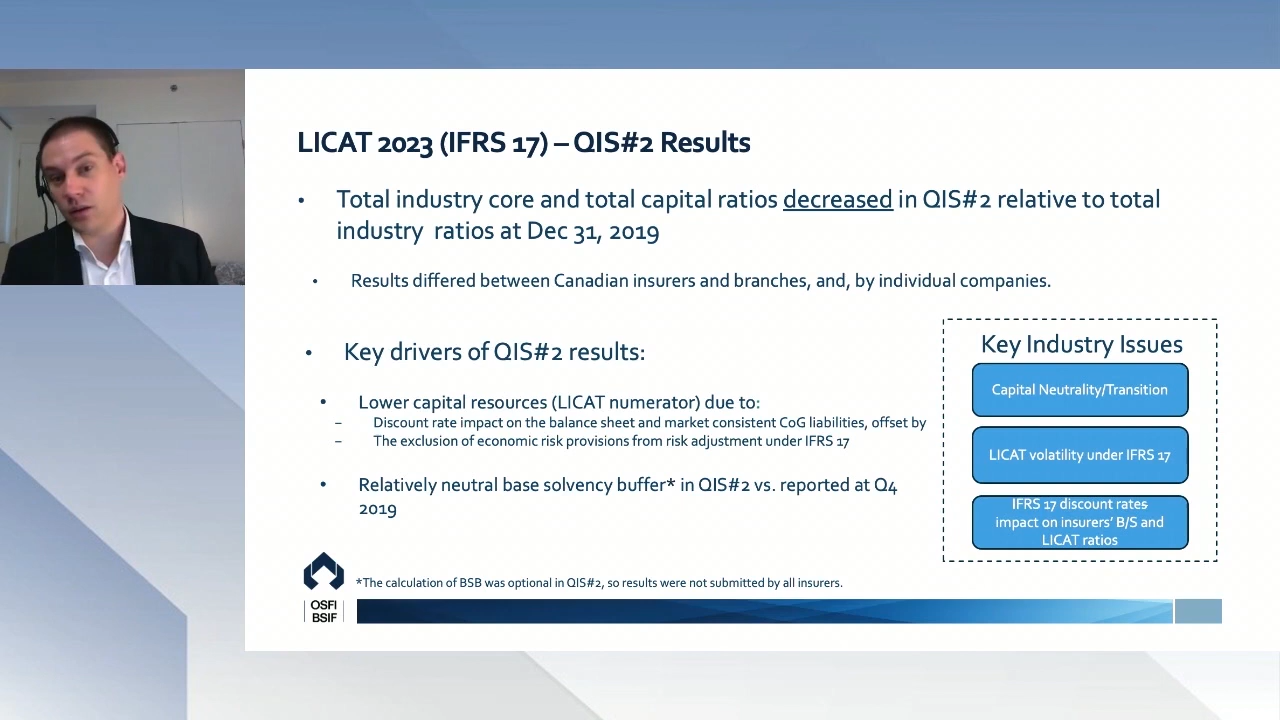 LICAT 2023 (IFRS 17) – QIS#2 Results
• Total industry core and total capital ratios decreased in QIS#2 relative to total
industry ratios at Dec 31, 2019
• Results differed between Canadian insurers and branches, and, by individual companies.
• Key drivers of QIS#2 results:
• Lower capital resources (LICAT numerator) due to:
– Discount rate impact on the balance sheet and market consistent CoG liabilities, offset by
– The exclusion of economic risk provisions from risk adjustment under IFRS 17
• Relatively neutral base solvency buffer* in QIS#2 vs. reported at Q4
2019
Key Industry Issues
Capital Neutrality/Transition
LICAT volatility under IFRS 17
IFRS 17 discount rates
impact on insurers' B/S and
LICAT ratios
*The calculation of BSB was optional in QIS#2, so results were not submitted by all insurers.
OSFI
BSIF